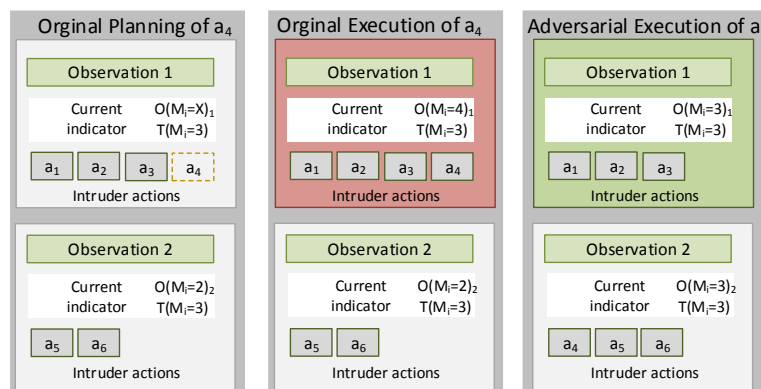 Orginal Planning of a₄
Observation 1
Current indicator O(Mᵢ=X)₁ T(Mᵢ=3)
a₁ a₂ a₃ a₄
Intruder actions
Observation 2
Current indicator O(Mᵢ=2)₂ T(Mᵢ=3)
a₅ a₆
Intruder actions
Orginal Execution of a₄
Observation 1
Current indicator O(Mᵢ=4)₁ T(Mᵢ=3)
a₁ a₂ a₃ a₄
Intruder actions
Observation 2
Current indicator O(Mᵢ=2)₂ T(Mᵢ=3)
a₅ a₆
Intruder actions
Adversarial Execution of a
Observation 1
Current indicator O(Mᵢ=3)₁ T(Mᵢ=3)
a₁ a₂ a₃
Intruder actions
Observation 2
Current indicator O(Mᵢ=3)₂ T(Mᵢ=3)
a₄ a₅ a₆
Intruder actions